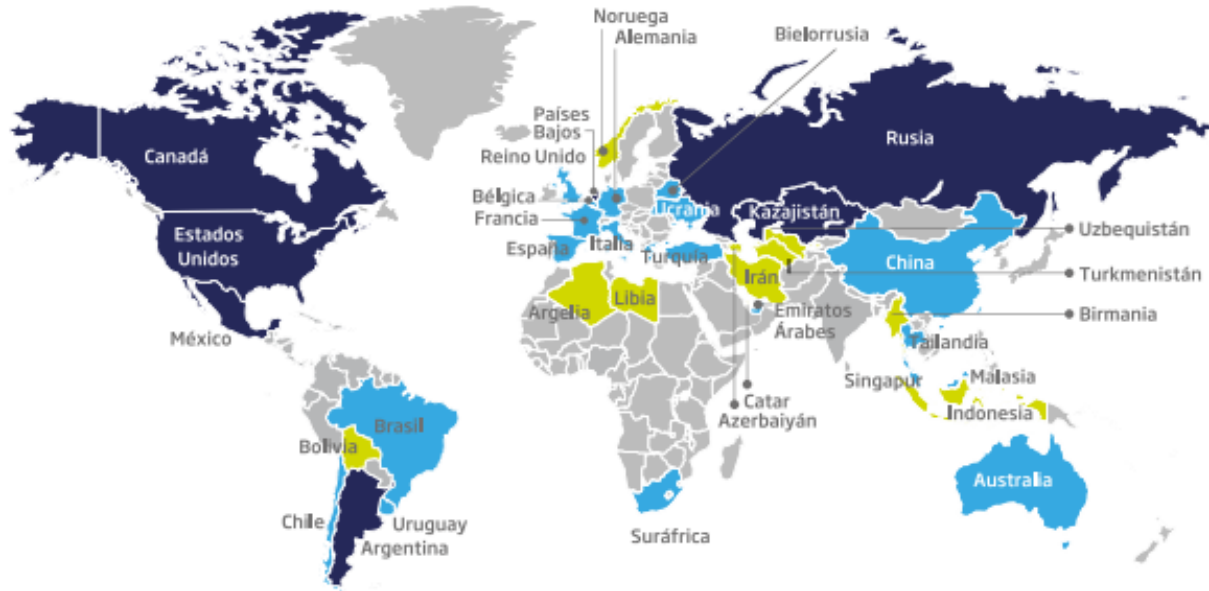 Noruega
Alemania
Bielorrusia
Países
Bajos
Reino Unido
Canadá
Rusia
Bélgica
Francia
Ucrania
Kazajistán
Estados
Unidos
España
Italia
Turquía
Uzbequistán
China
Irán
Turkmenistán
Argelia
Libia
Emiratos
Árabes
Birmania
México
Tailandia
Singapur
Malasia
Catar
Indonesia
Azerbaiyán
Brasil
Bolivia
Australia
Chile
Uruguay
Argentina
Suráfrica